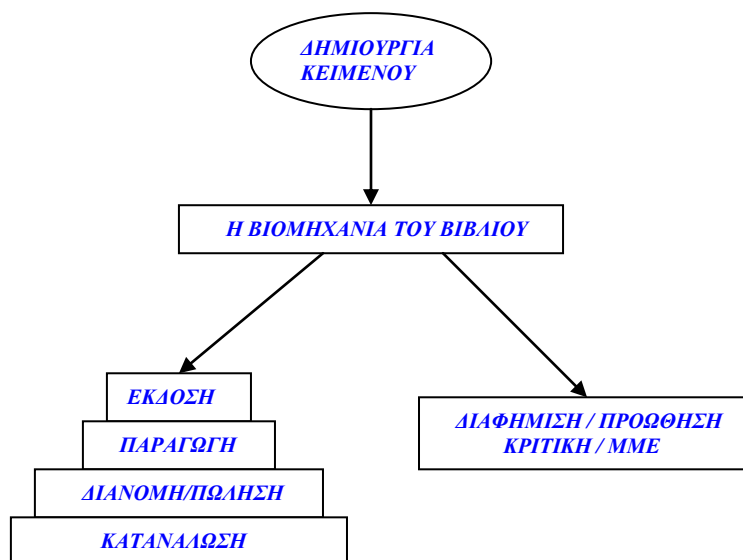 ΔΗΜΙΟΥΡΓΙΑ
ΚΕΙΜΕΝΟΥ
Η ΒΙΟΜΗΧΑΝΙΑ ΤΟΥ ΒΙΒΛΙΟΥ
ΕΚΔΟΣΗ
ΠΑΡΑΓΩΓΗ
ΔΙΑΝΟΜΗ/ΠΩΛΗΣΗ
ΚΑΤΑΝΑΛΩΣΗ
ΔΙΑΦΗΜΙΣΗ / ΠΡΟΩΘΗΣΗ
ΚΡΙΤΙΚΗ / ΜΜΕ